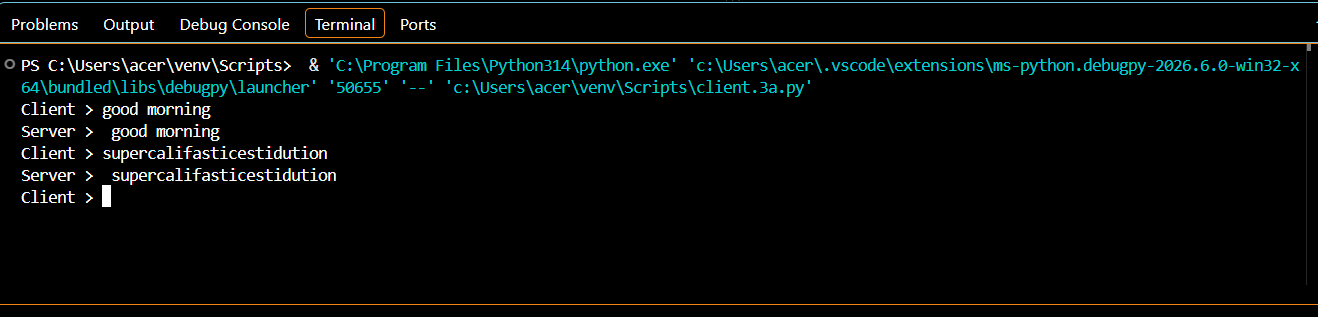 Problems Output Debug Console Terminal Ports
PS C:\Users\acer\venv\Scripts>  & 'C:\Program Files\Python314\python.exe' 'c:\Users\acer\.vscode\extensions\ms-python.debugpy-2026.6.0-win32-x
64\bundled\libs\debugpy\launcher' '50655' '--' 'c:\Users\acer\venv\Scripts\client.3a.py'
Client > good morning
Server >  good morning
Client > supercalifasticestidution
Server >  supercalifasticestidution
Client >